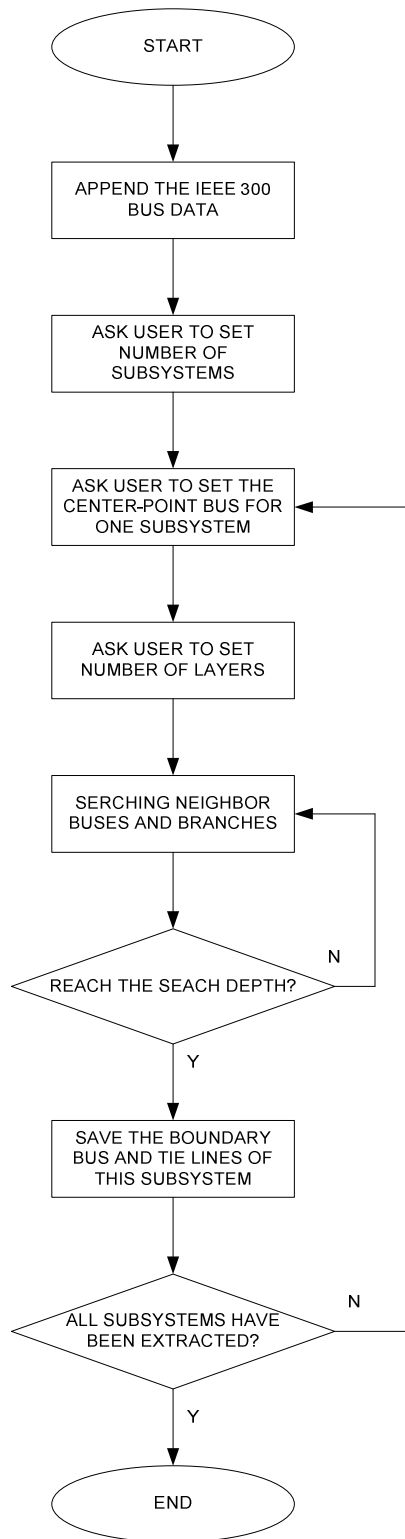 START
APPEND THE IEEE 300
BUS DATA
ASK USER TO SET
NUMBER OF
SUBSYSTEMS
ASK USER TO SET THE
CENTER-POINT BUS FOR
ONE SUBSYSTEM
ASK USER TO SET
NUMBER OF LAYERS
SERCHING NEIGHBOR
BUSES AND BRANCHES
N
REACH THE SEACH DEPTH?
Y
SAVE THE BOUNDARY
BUS AND TIE LINES OF
THIS SUBSYSTEM
N
ALL SUBSYSTEMS HAVE
BEEN EXTRACTED?
Y
END